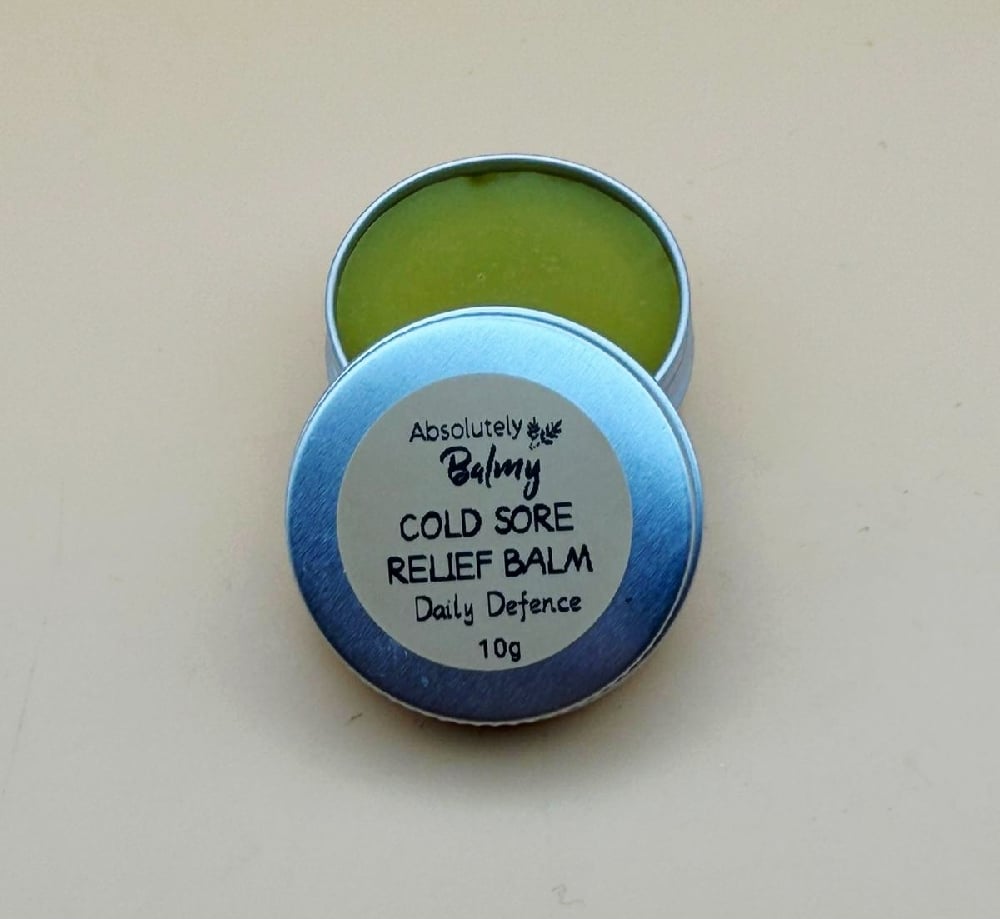 Absolutely
Balmy
COLD SORE
RELIEF BALM
Daily Defence
10g